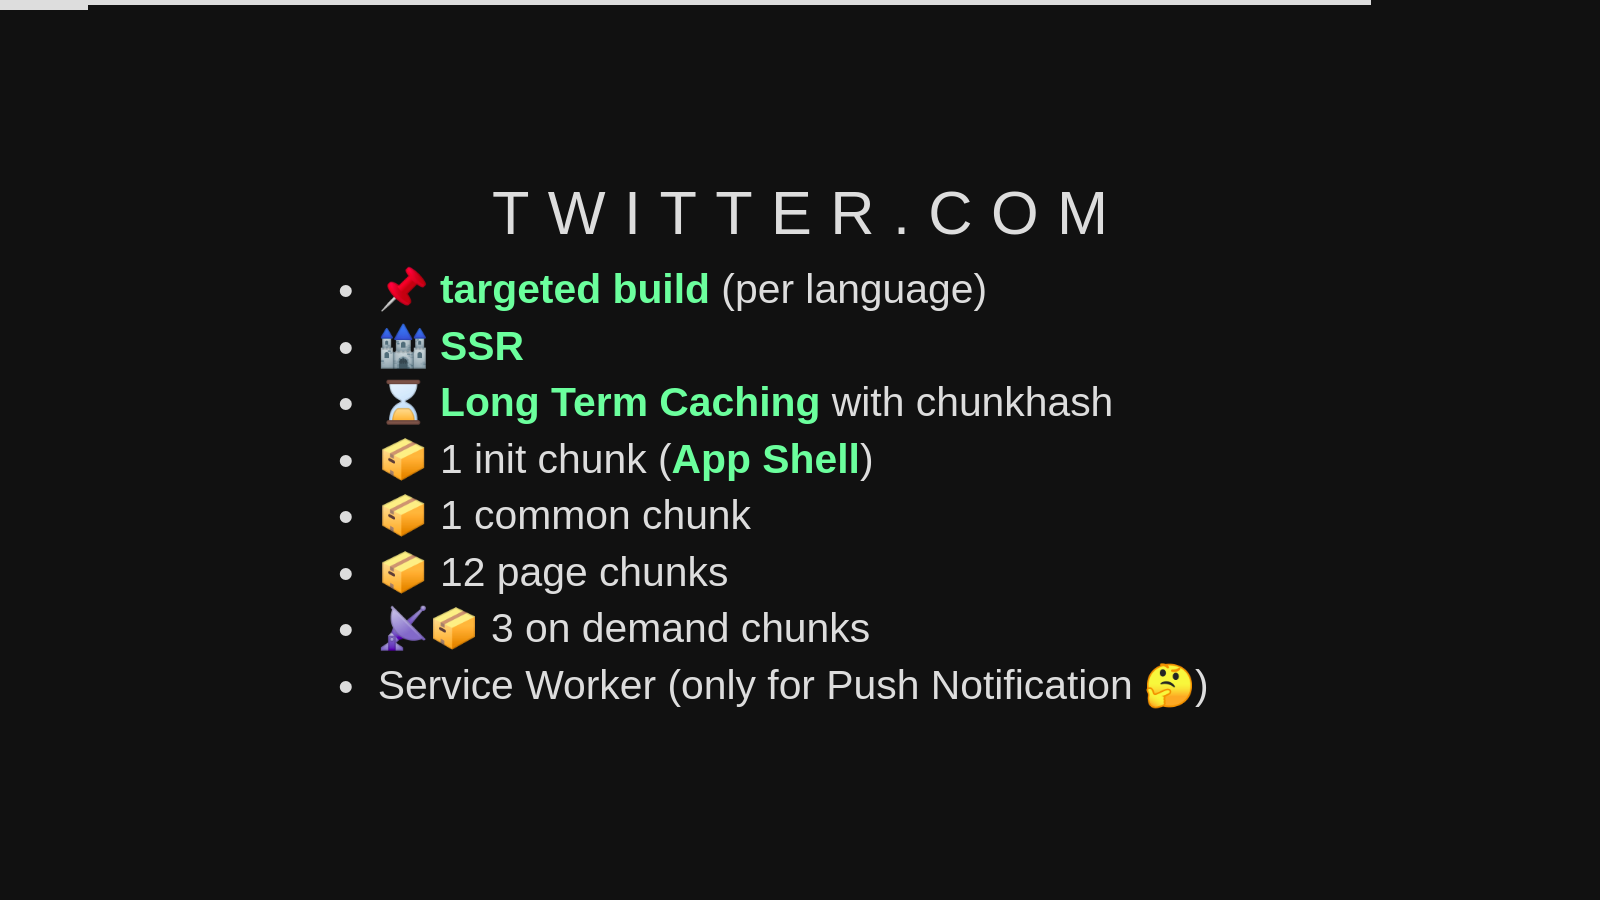 TWITTER.COM
• 📌 targeted build (per language)
• 🏰 SSR
• ⏳ Long Term Caching with chunkhash
• 📦 1 init chunk (App Shell)
• 📦 1 common chunk
• 📦 12 page chunks
• 📡📦 3 on demand chunks
• Service Worker (only for Push Notification 🤔)